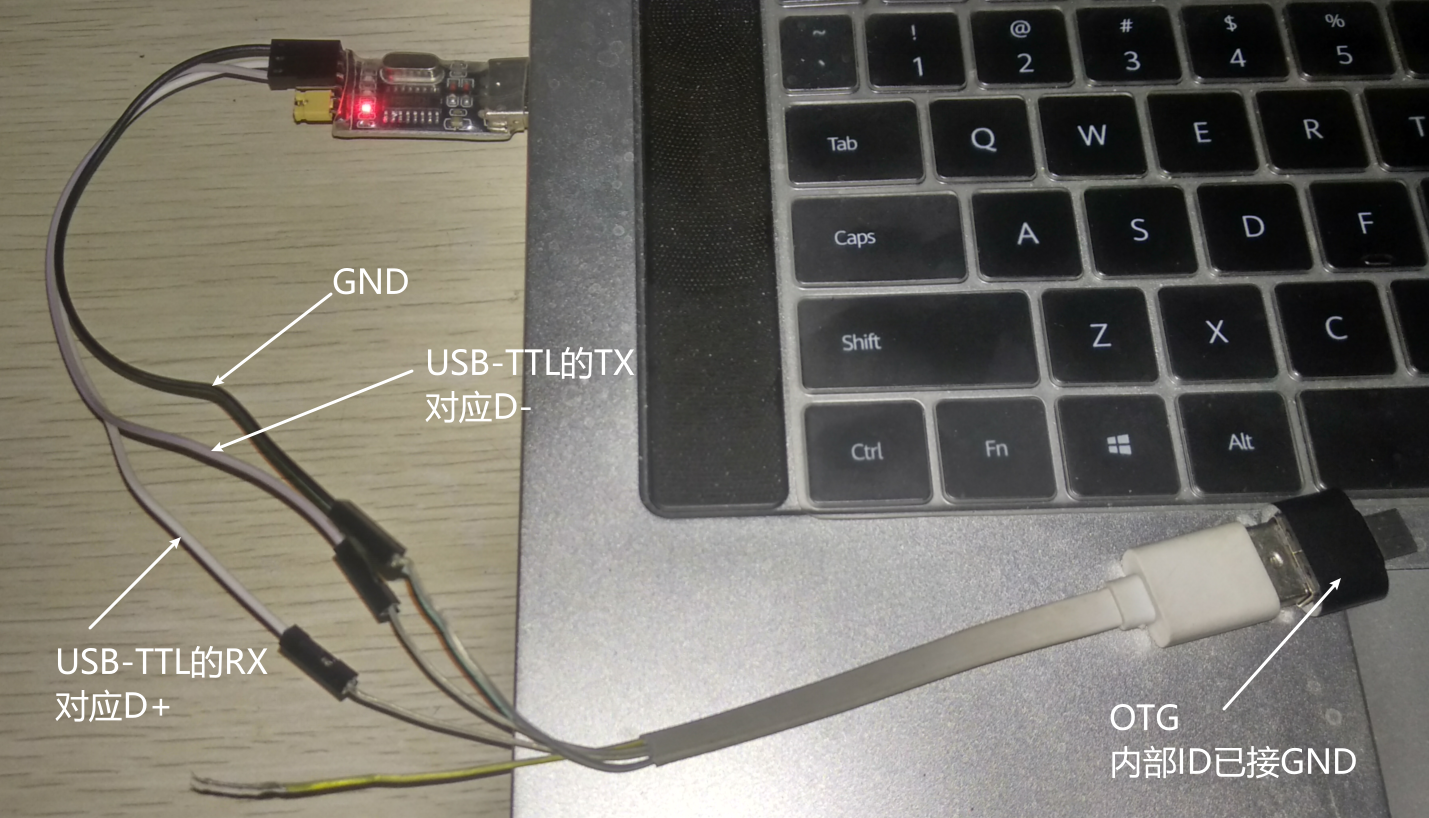 ~ ! @ # $ %
` 1 2 3 4 5
Tab Q W E R T
Caps A S D F
Shift Z X C
Ctrl Fn Alt
GND
USB-TTL的TX
对应D-
USB-TTL的RX
对应D+
OTG
内部ID已接GND